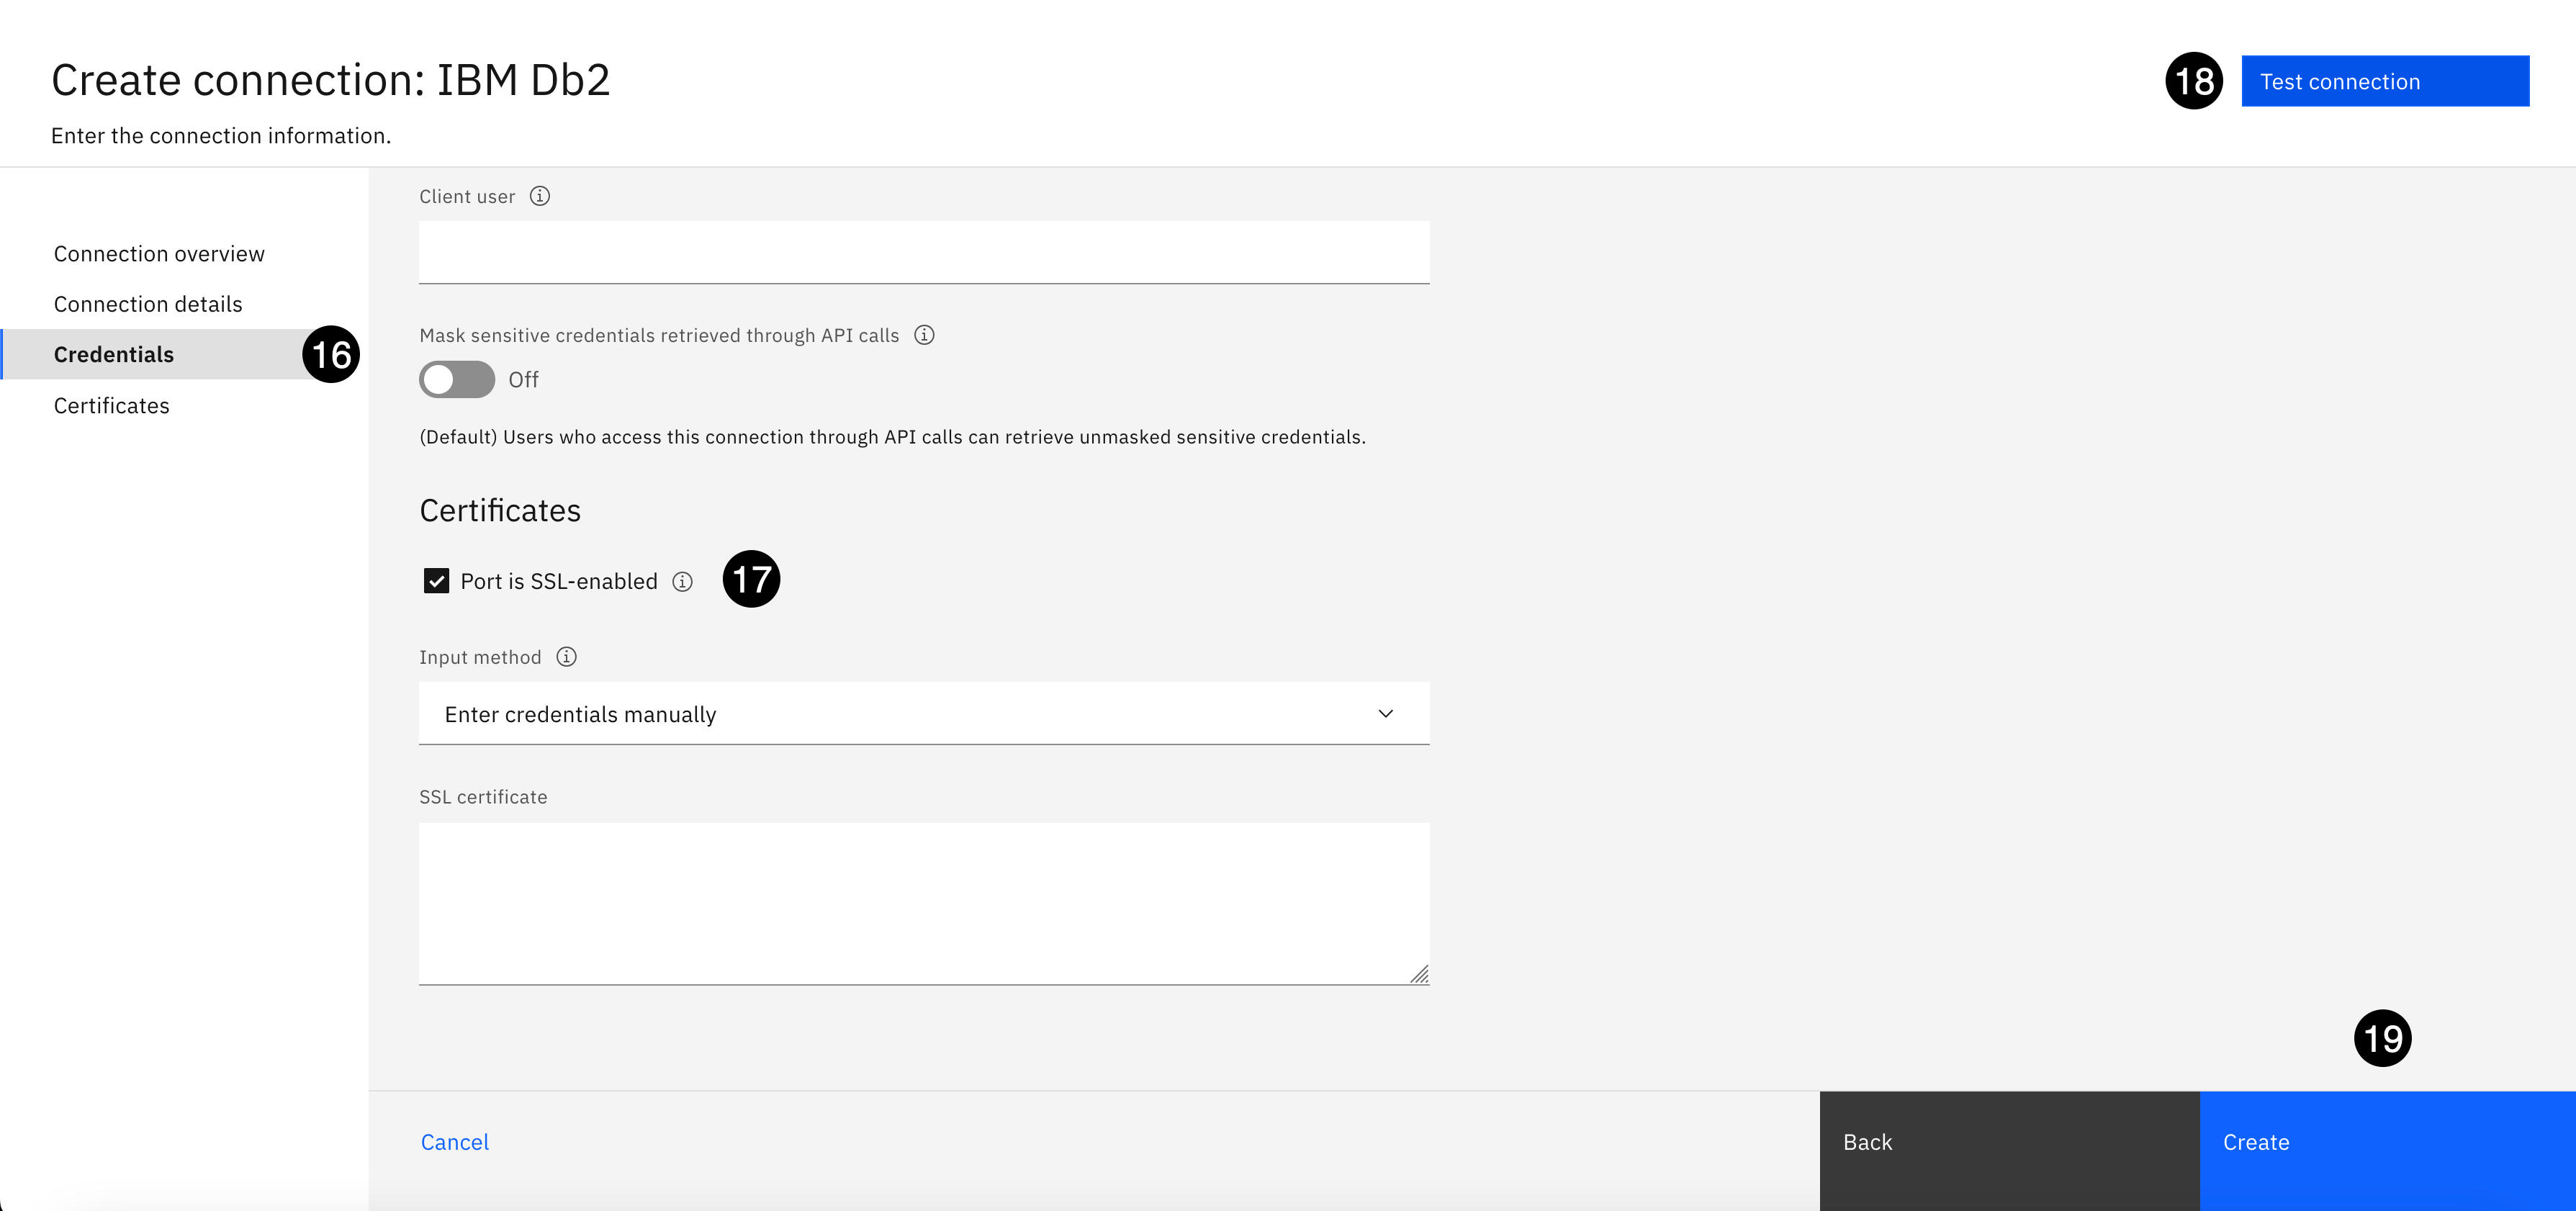 Create connection: IBM Db2
18
Test connection
Enter the connection information.
Client user
Connection overview
Connection details
Mask sensitive credentials retrieved through API calls
Credentials
16
Off
Certificates
(Default) Users who access this connection through API calls can retrieve unmasked sensitive credentials.
Certificates
Port is SSL-enabled
17
Input method
Enter credentials manually
SSL certificate
19
Cancel
Back
Create